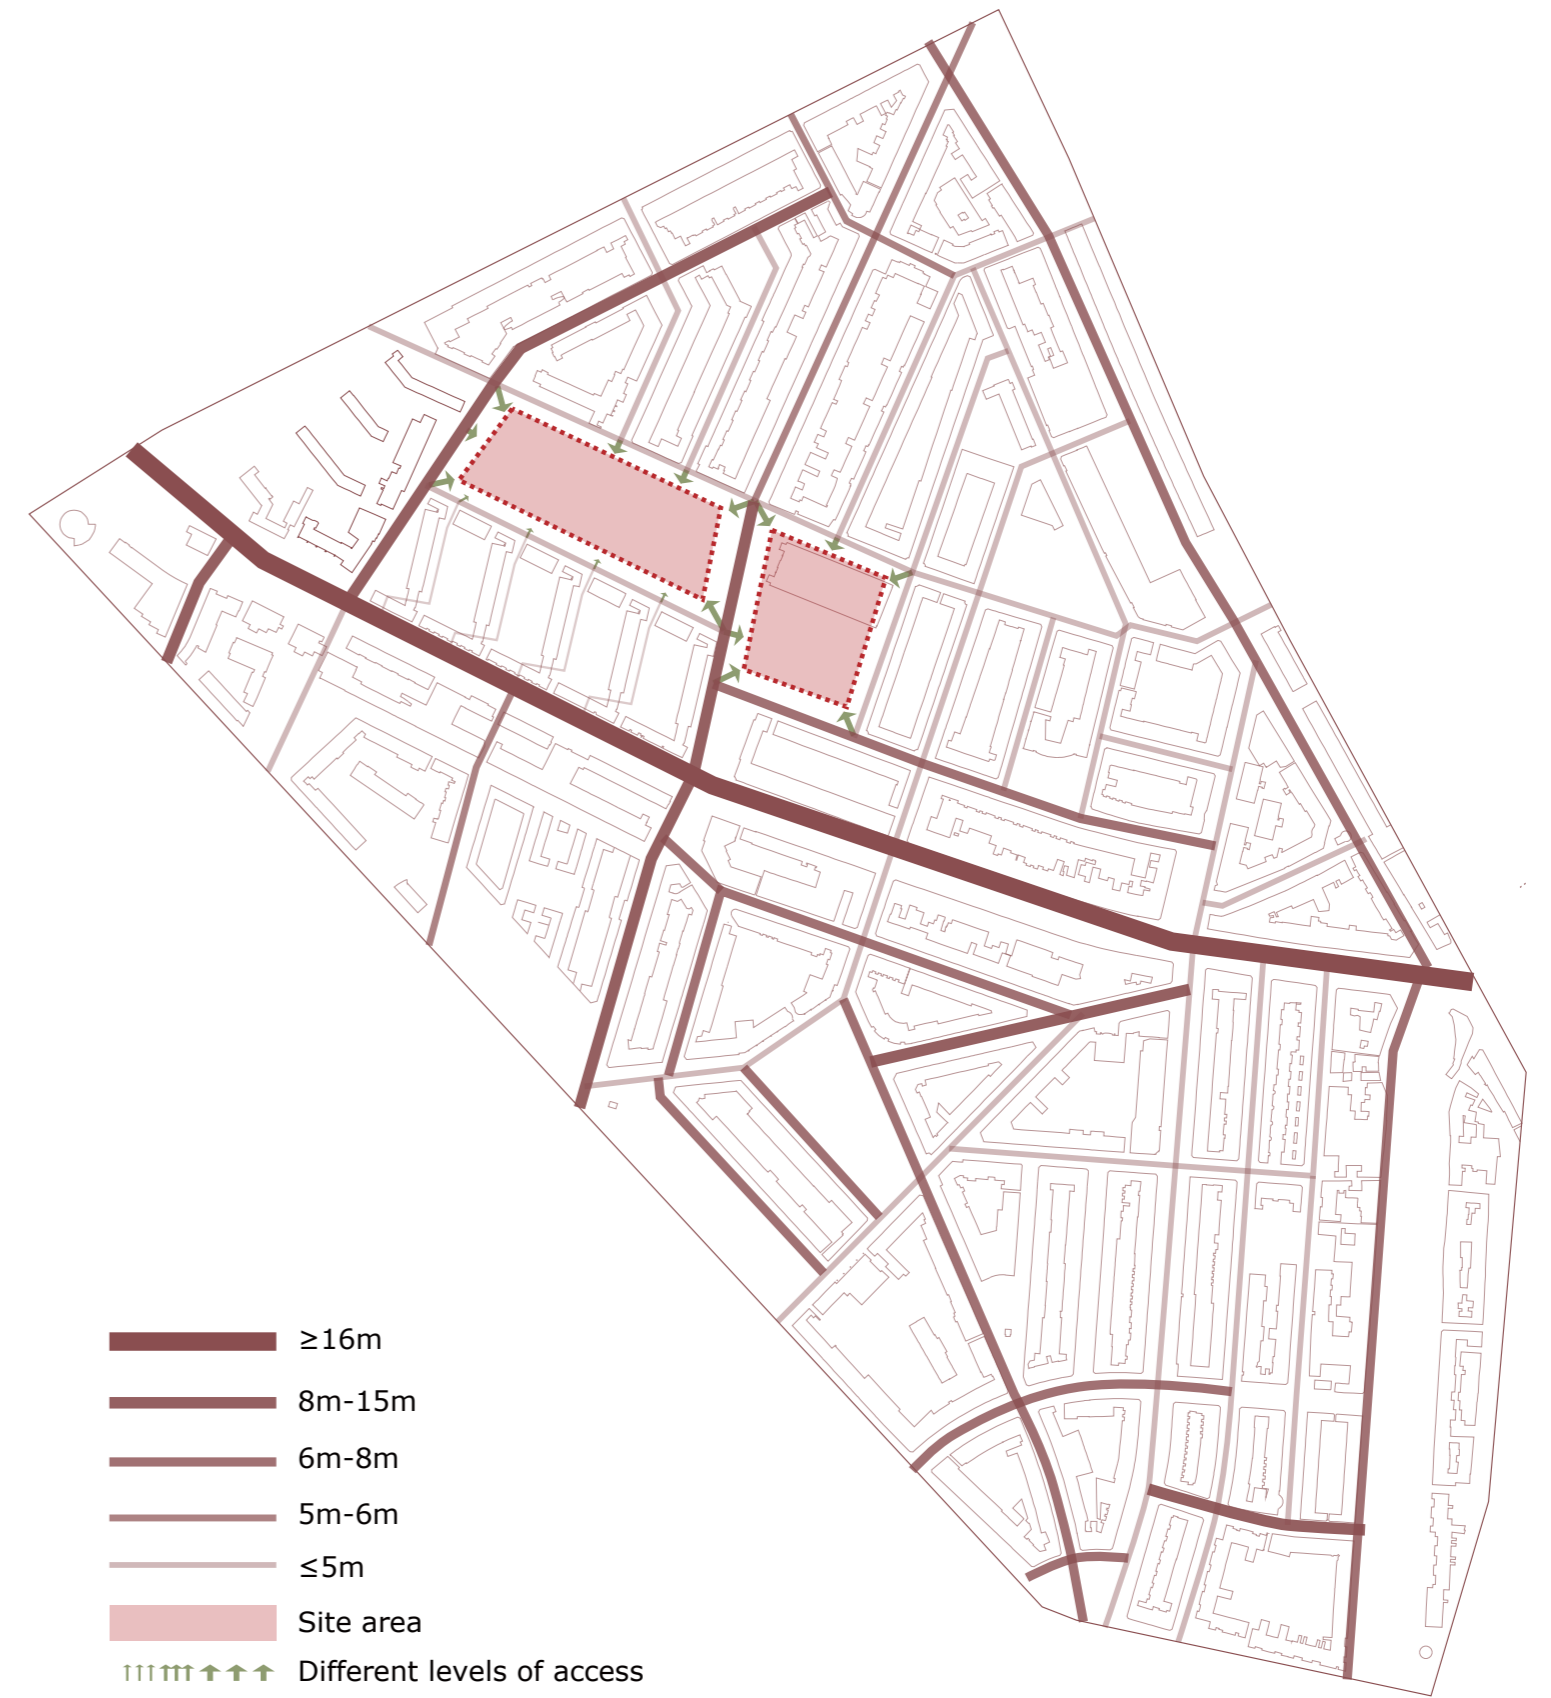 ≥16m
8m-15m
6m-8m
5m-6m
≤5m
Site area
Different levels of access